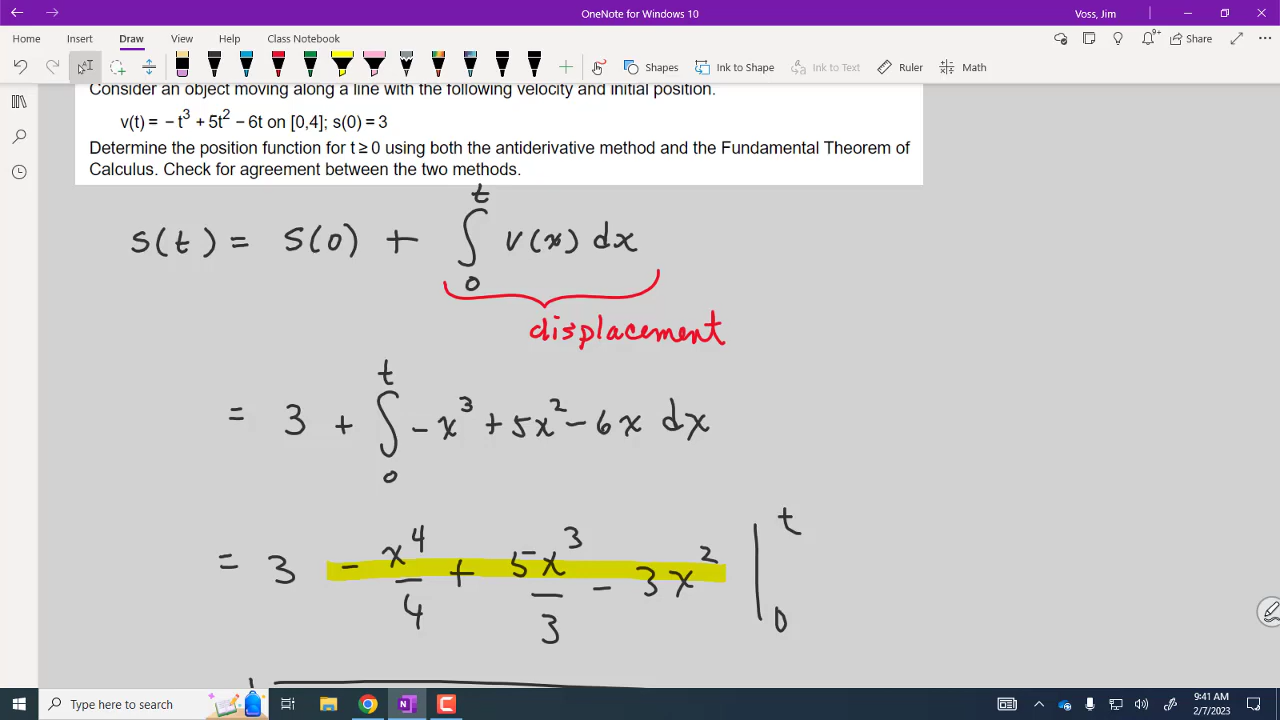 OneNote for Windows 10
Voss, Jim
Home Insert Draw View Help Class Notebook
Share
Shapes Ink to Shape Ink to Text Ruler Math
Consider an object moving along a line with the following velocity and initial position.
v(t) = − t³ + 5t² − 6t on [0,4]; s(0) = 3
Determine the position function for t ≥ 0 using both the antiderivative method and the Fundamental Theorem of
Calculus. Check for agreement between the two methods.
s(t) = s(0) + ∫₀ᵗ v(x) dx
displacement
= 3 + ∫₀ᵗ −x³ + 5x² − 6x dx
= 3 − x⁴/4 + 5x³/3 − 3x² |₀ᵗ
Type here to search
9:41 AM
2/7/2023